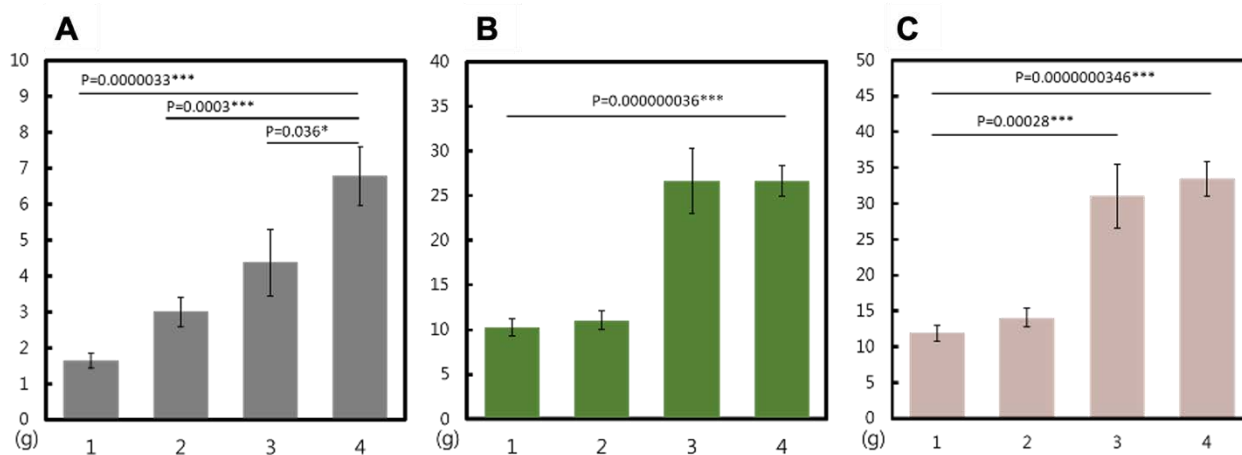 A
10
9
8
7
6
5
4
3
2
1
0
P=0.0000033***
P=0.0003***
P=0.036*
(g)
1 2 3 4
B
40
35
30
25
20
15
10
5
0
P=0.000000036***
(g)
1 2 3 4
C
50
45
40
35
30
25
20
15
10
5
0
P=0.0000000346***
P=0.00028***
(g)
1 2 3 4